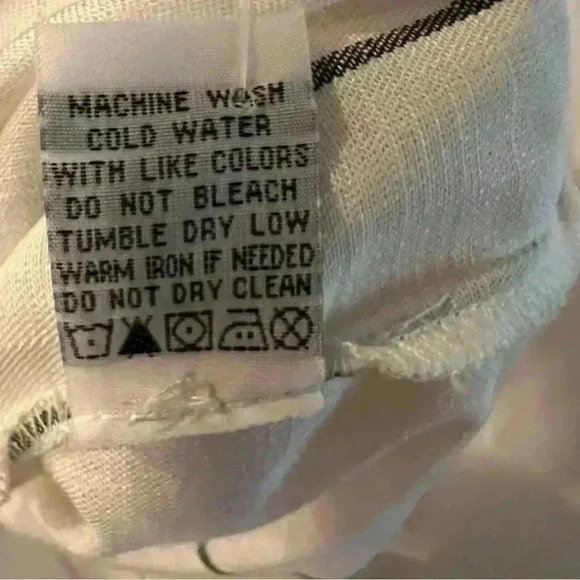 MACHINE WASH
COLD WATER
WITH LIKE COLORS
DO NOT BLEACH
TUMBLE DRY LOW
WARM IRON IF NEEDED
DO NOT DRY CLEAN